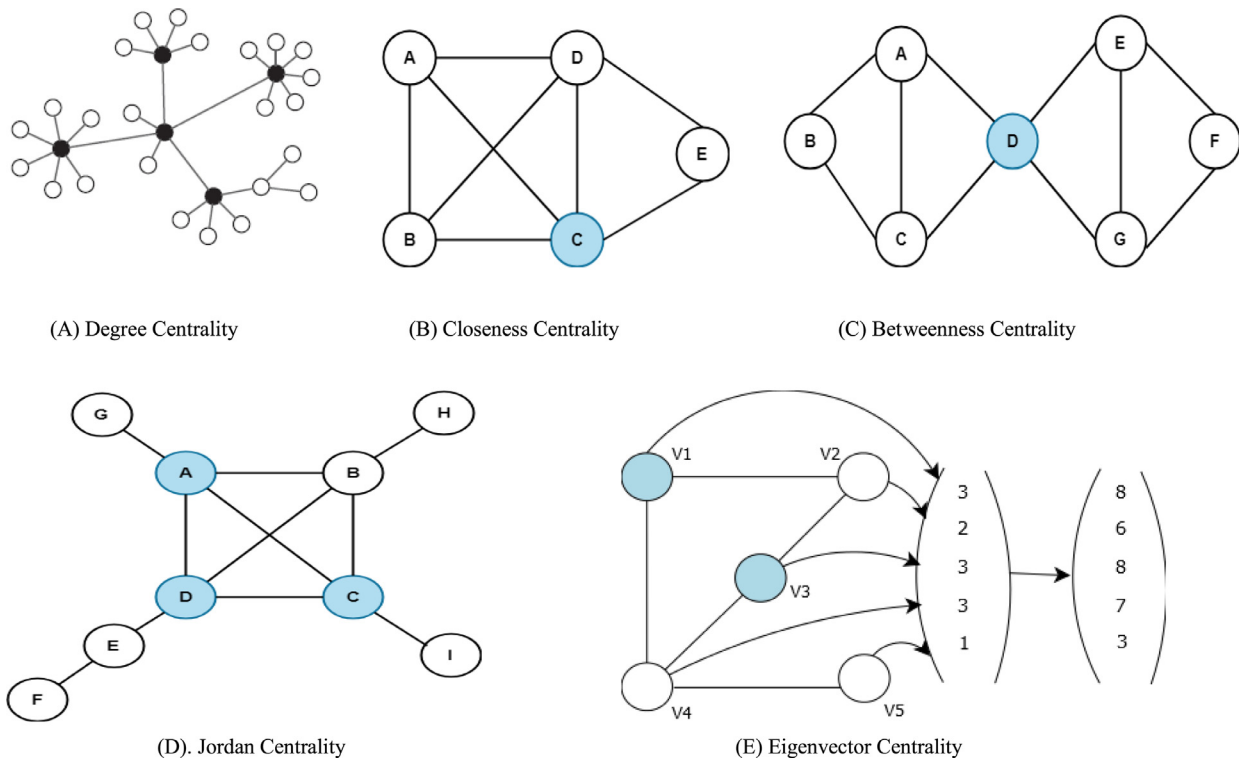 A
D
E
B
C
A
E
B
D
F
C
G
(A) Degree Centrality
(B) Closeness Centrality
(C) Betweenness Centrality
G
H
A
B
D
C
E
I
F
V1
V2
V3
V4
V5
3
2
3
3
1
8
6
8
7
3
(D). Jordan Centrality
(E) Eigenvector Centrality